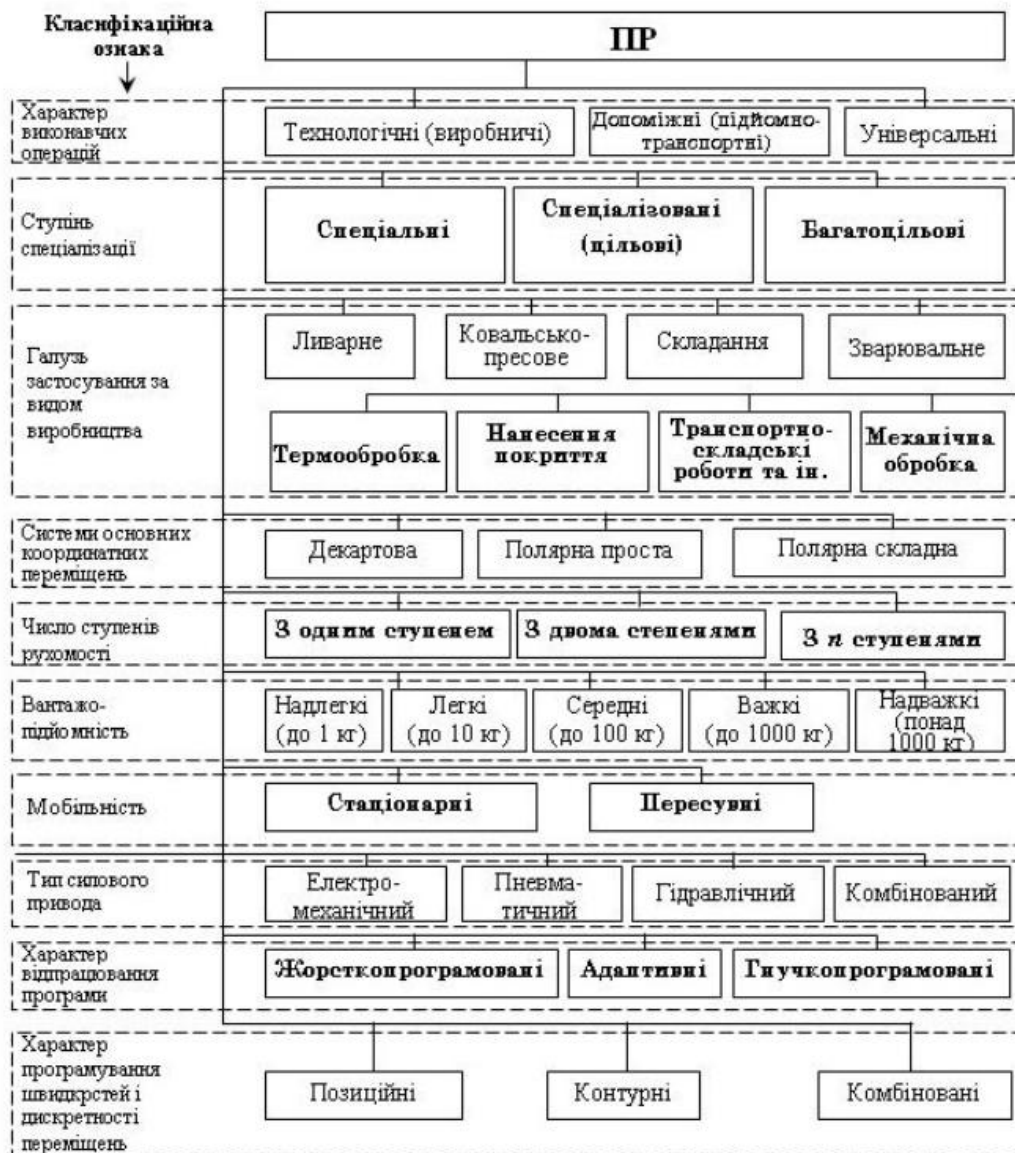 Класифікаційна
ознака
ПР
Характер
виконавчих
операцій
Технологічні (виробничі)
Допоміжні (підйомно-
транспортні)
Універсальні
Ступінь
спеціалізації
Спеціальні
Спеціалізовані
(цільові)
Багатоцільові
Галузь
застосування за
видом
виробництва
Ливарне
Ковальсько-
пресове
Складання
Зварювальне
Термообробка
Нанесення
покриття
Транспортно-
складські
роботи та ін.
Механічна
обробка
Системи основних
координатних
переміщень
Декартова
Полярна проста
Полярна складна
Число ступенів
рухомості
З одним ступенем
З двома степенями
З n ступенями
Вантажо-
підйомність
Надлегкі
(до 1 кг)
Легкі
(до 10 кг)
Середні
(до 100 кг)
Важкі
(до 1000 кг)
Надважкі
(понад
1000 кг)
Мобільність
Стаціонарні
Пересувні
Тип силового
привода
Електро-
механічний
Пневма-
тичний
Гідравлічний
Комбінований
Характер
відпрацювання
програми
Жорсткопрограмовані
Адаптивні
Гнучкопрограмовані
Характер
програмування
швидкрстей і
дискретності
переміщень
Позиційні
Контурні
Комбіновані